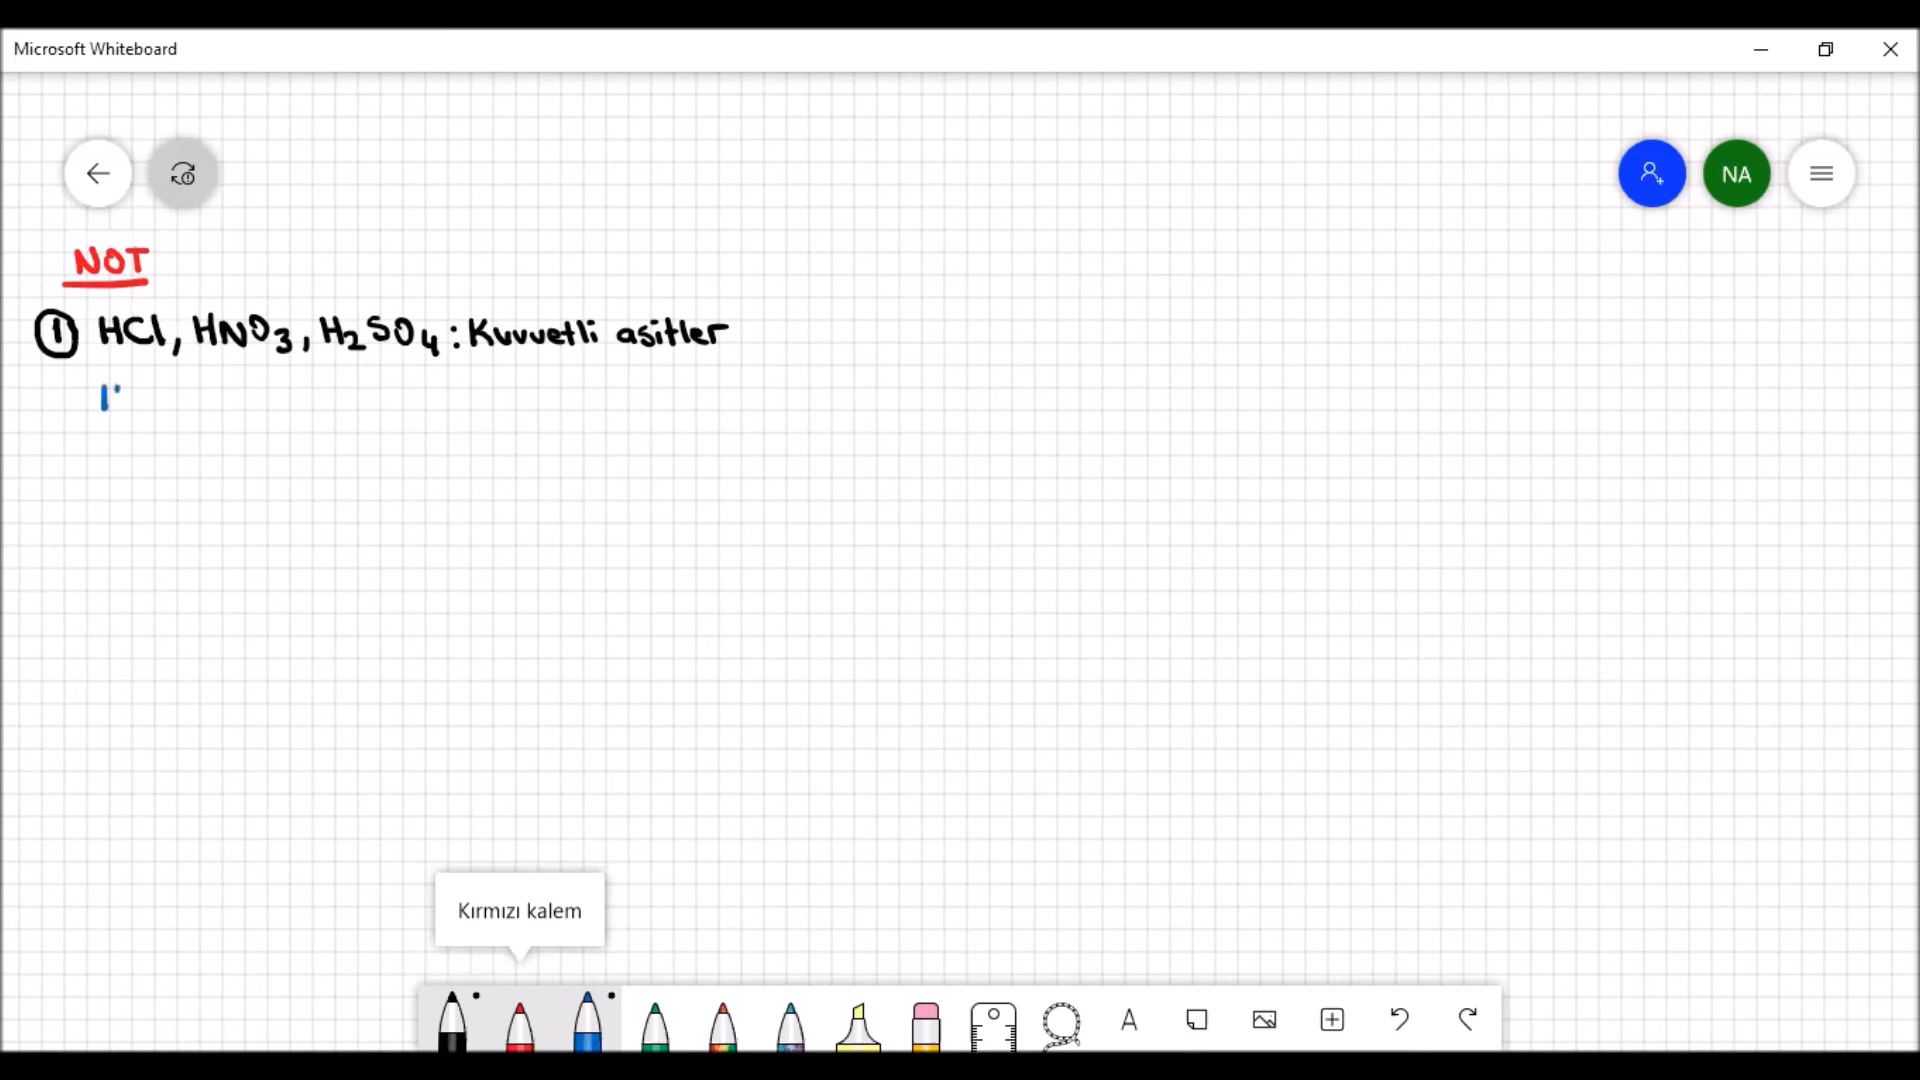 Microsoft Whiteboard
NA
NOT
① HCl, HNO₃, H₂SO₄ : Kuvvetli asitler
Kırmızı kalem
A